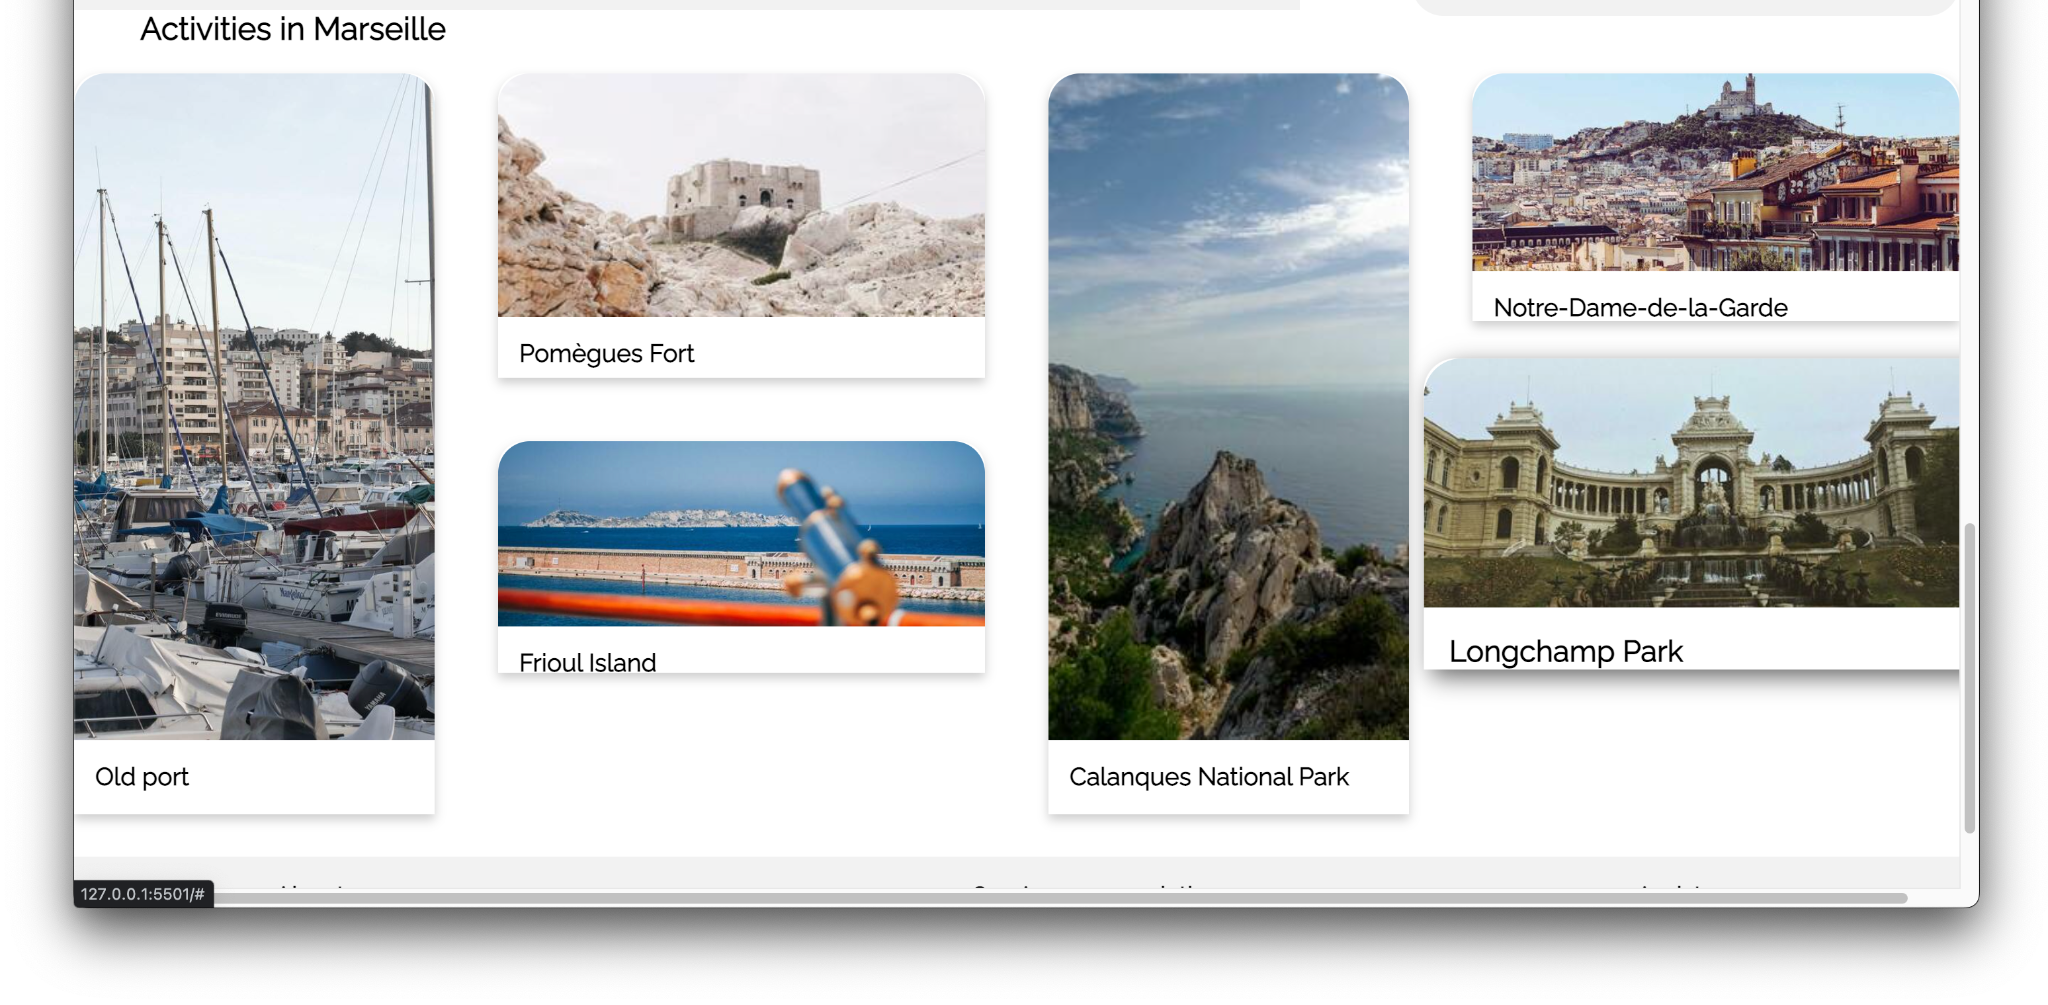 Activities in Marseille
Pomègues Fort
Notre-Dame-de-la-Garde
Frioul Island
Longchamp Park
Old port
Calanques National Park
YAMAHA
127.0.0.1:5501/#